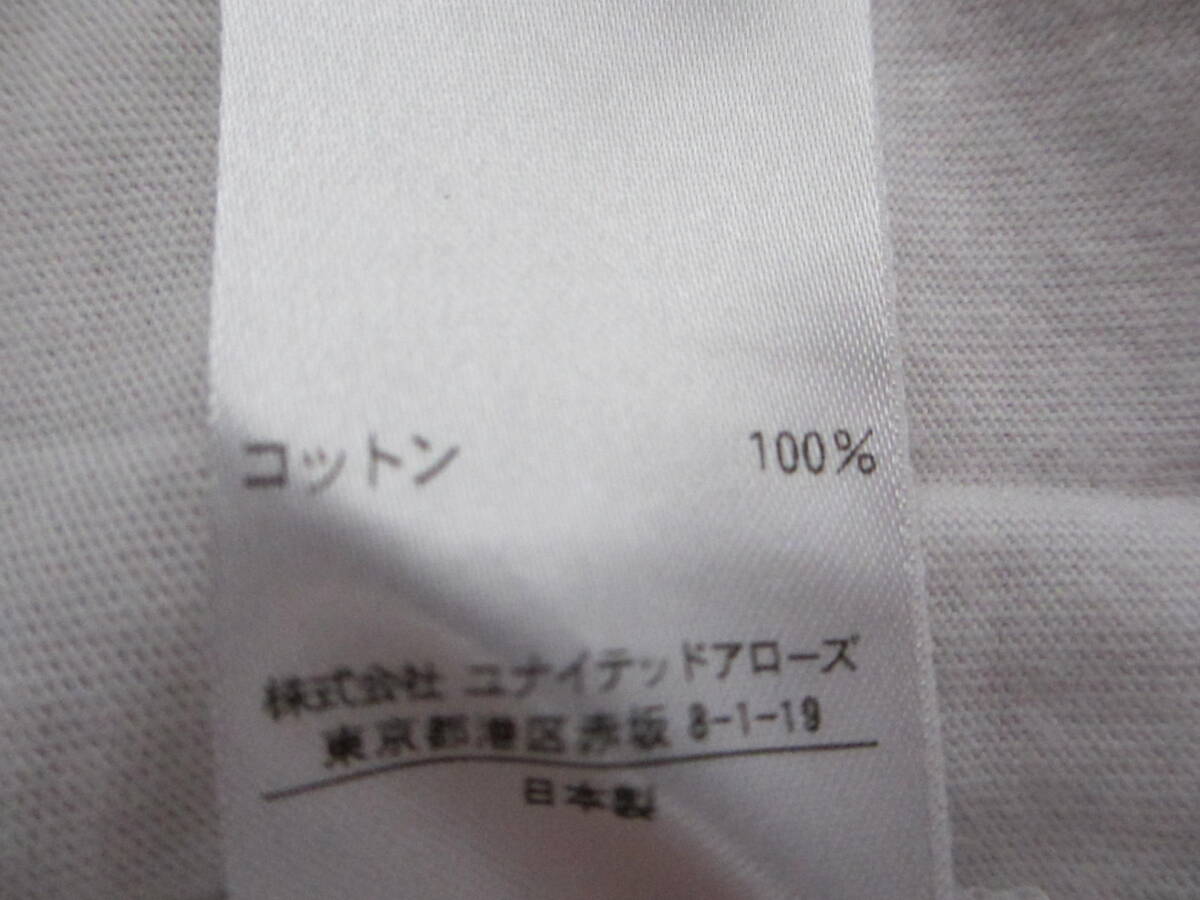 コットン 100%
株式会社 ユナイテッドアローズ
東京都港区赤坂 8-1-19
日本製